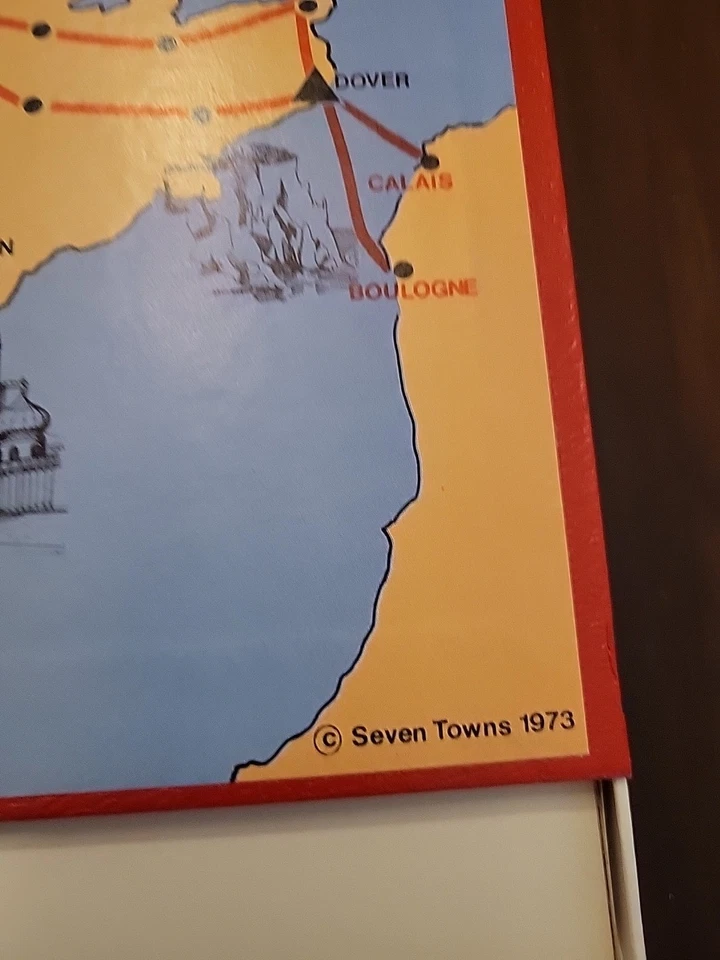 DOVER
CALAIS
N
BOULOGNE
© Seven Towns 1973